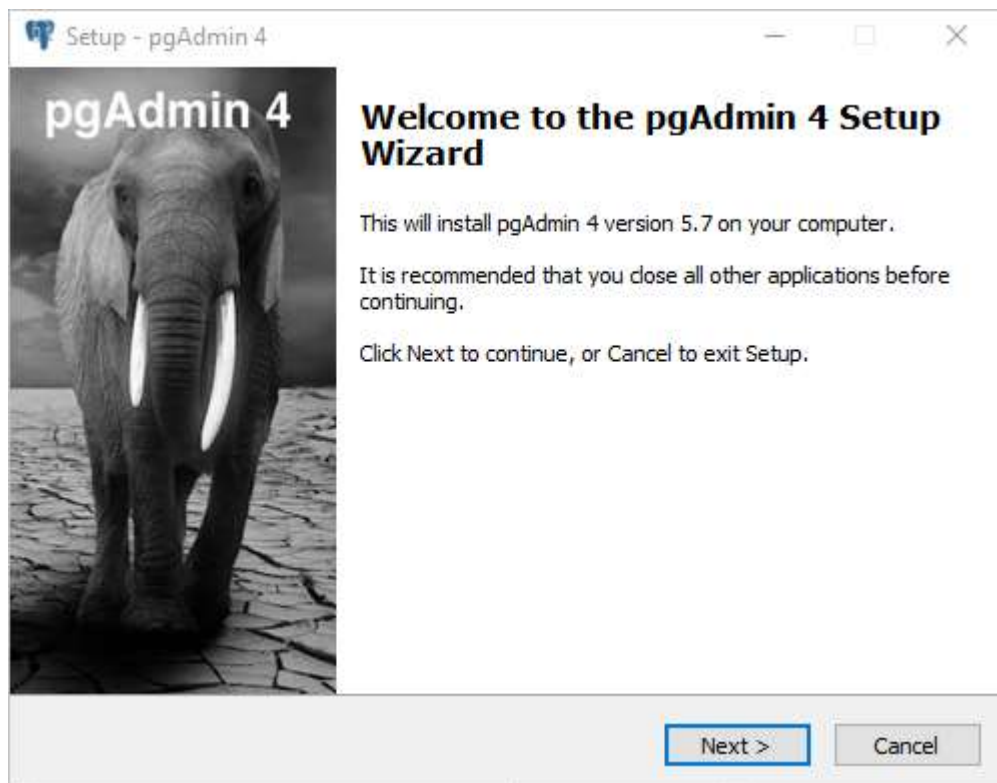 Setup - pgAdmin 4
pgAdmin 4
Welcome to the pgAdmin 4 Setup
Wizard
This will install pgAdmin 4 version 5.7 on your computer.
It is recommended that you close all other applications before
continuing.
Click Next to continue, or Cancel to exit Setup.
Next >
Cancel